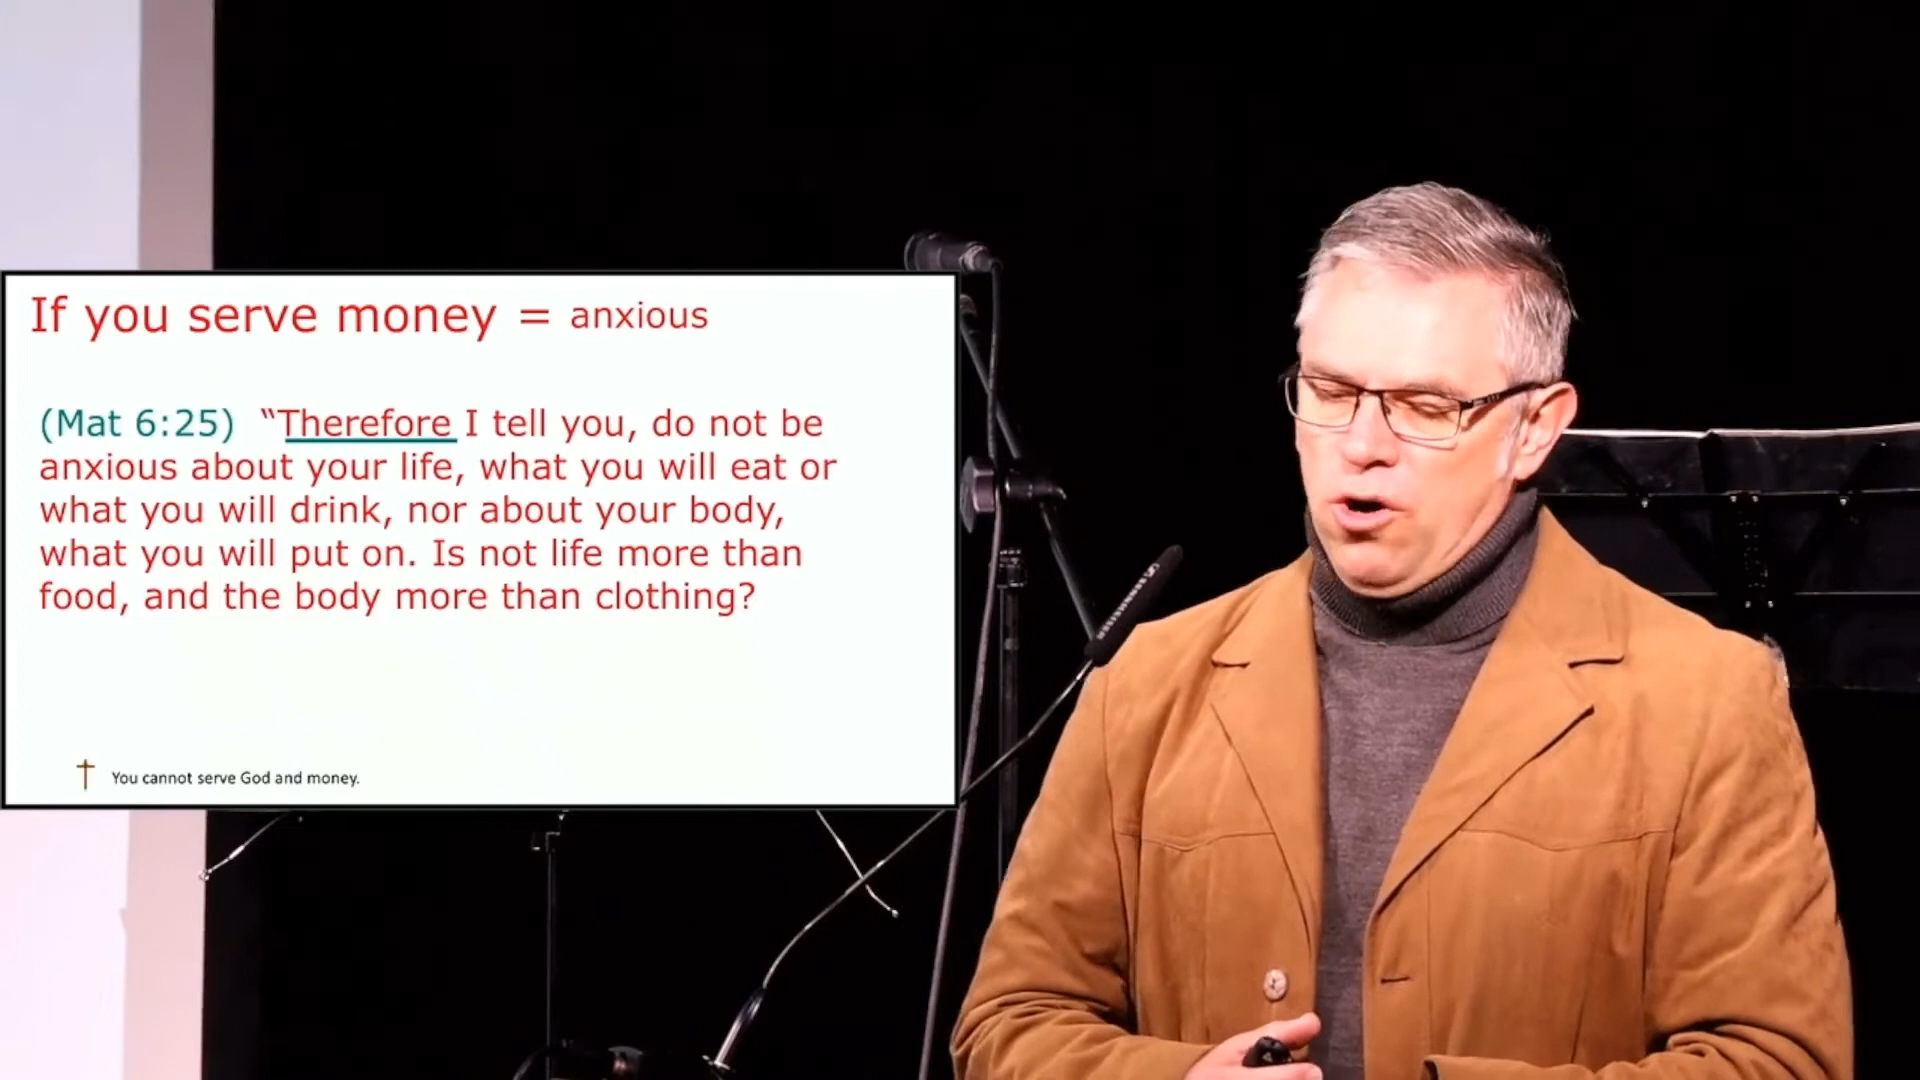 If you serve money = anxious
(Mat 6:25) “Therefore I tell you, do not be
anxious about your life, what you will eat or
what you will drink, nor about your body,
what you will put on. Is not life more than
food, and the body more than clothing?
You cannot serve God and money.
SENNHEISER